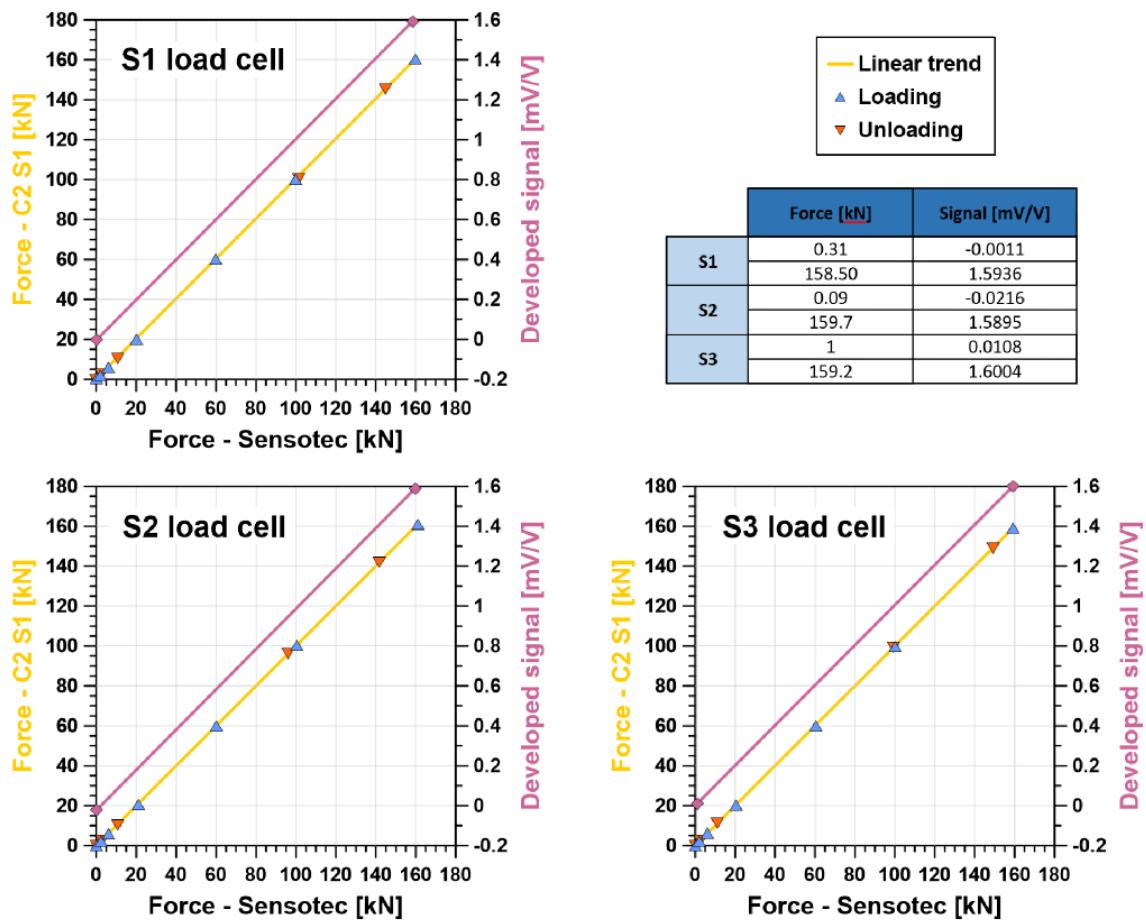 S1 load cell
180
160
140
120
100
80
60
40
20
0
Force - C2 S1 [kN]
1.6
1.4
1.2
1
0.8
0.6
0.4
0.2
0
-0.2
Developed signal [mV/V]
0 20 40 60 80 100 120 140 160 180
Force - Sensotec [kN]
Linear trend
Loading
Unloading
Force [kN] Signal [mV/V]
S1 0.31 -0.0011
158.50 1.5936
S2 0.09 -0.0216
159.7 1.5895
S3 1 0.0108
159.2 1.6004
S2 load cell
180
160
140
120
100
80
60
40
20
0
Force - C2 S1 [kN]
1.6
1.4
1.2
1
0.8
0.6
0.4
0.2
0
-0.2
Developed signal [mV/V]
0 20 40 60 80 100 120 140 160 180
Force - Sensotec [kN]
S3 load cell
180
160
140
120
100
80
60
40
20
0
Force - C2 S1 [kN]
1.6
1.4
1.2
1
0.8
0.6
0.4
0.2
0
-0.2
Developed signal [mV/V]
0 20 40 60 80 100 120 140 160 180
Force - Sensotec [kN]